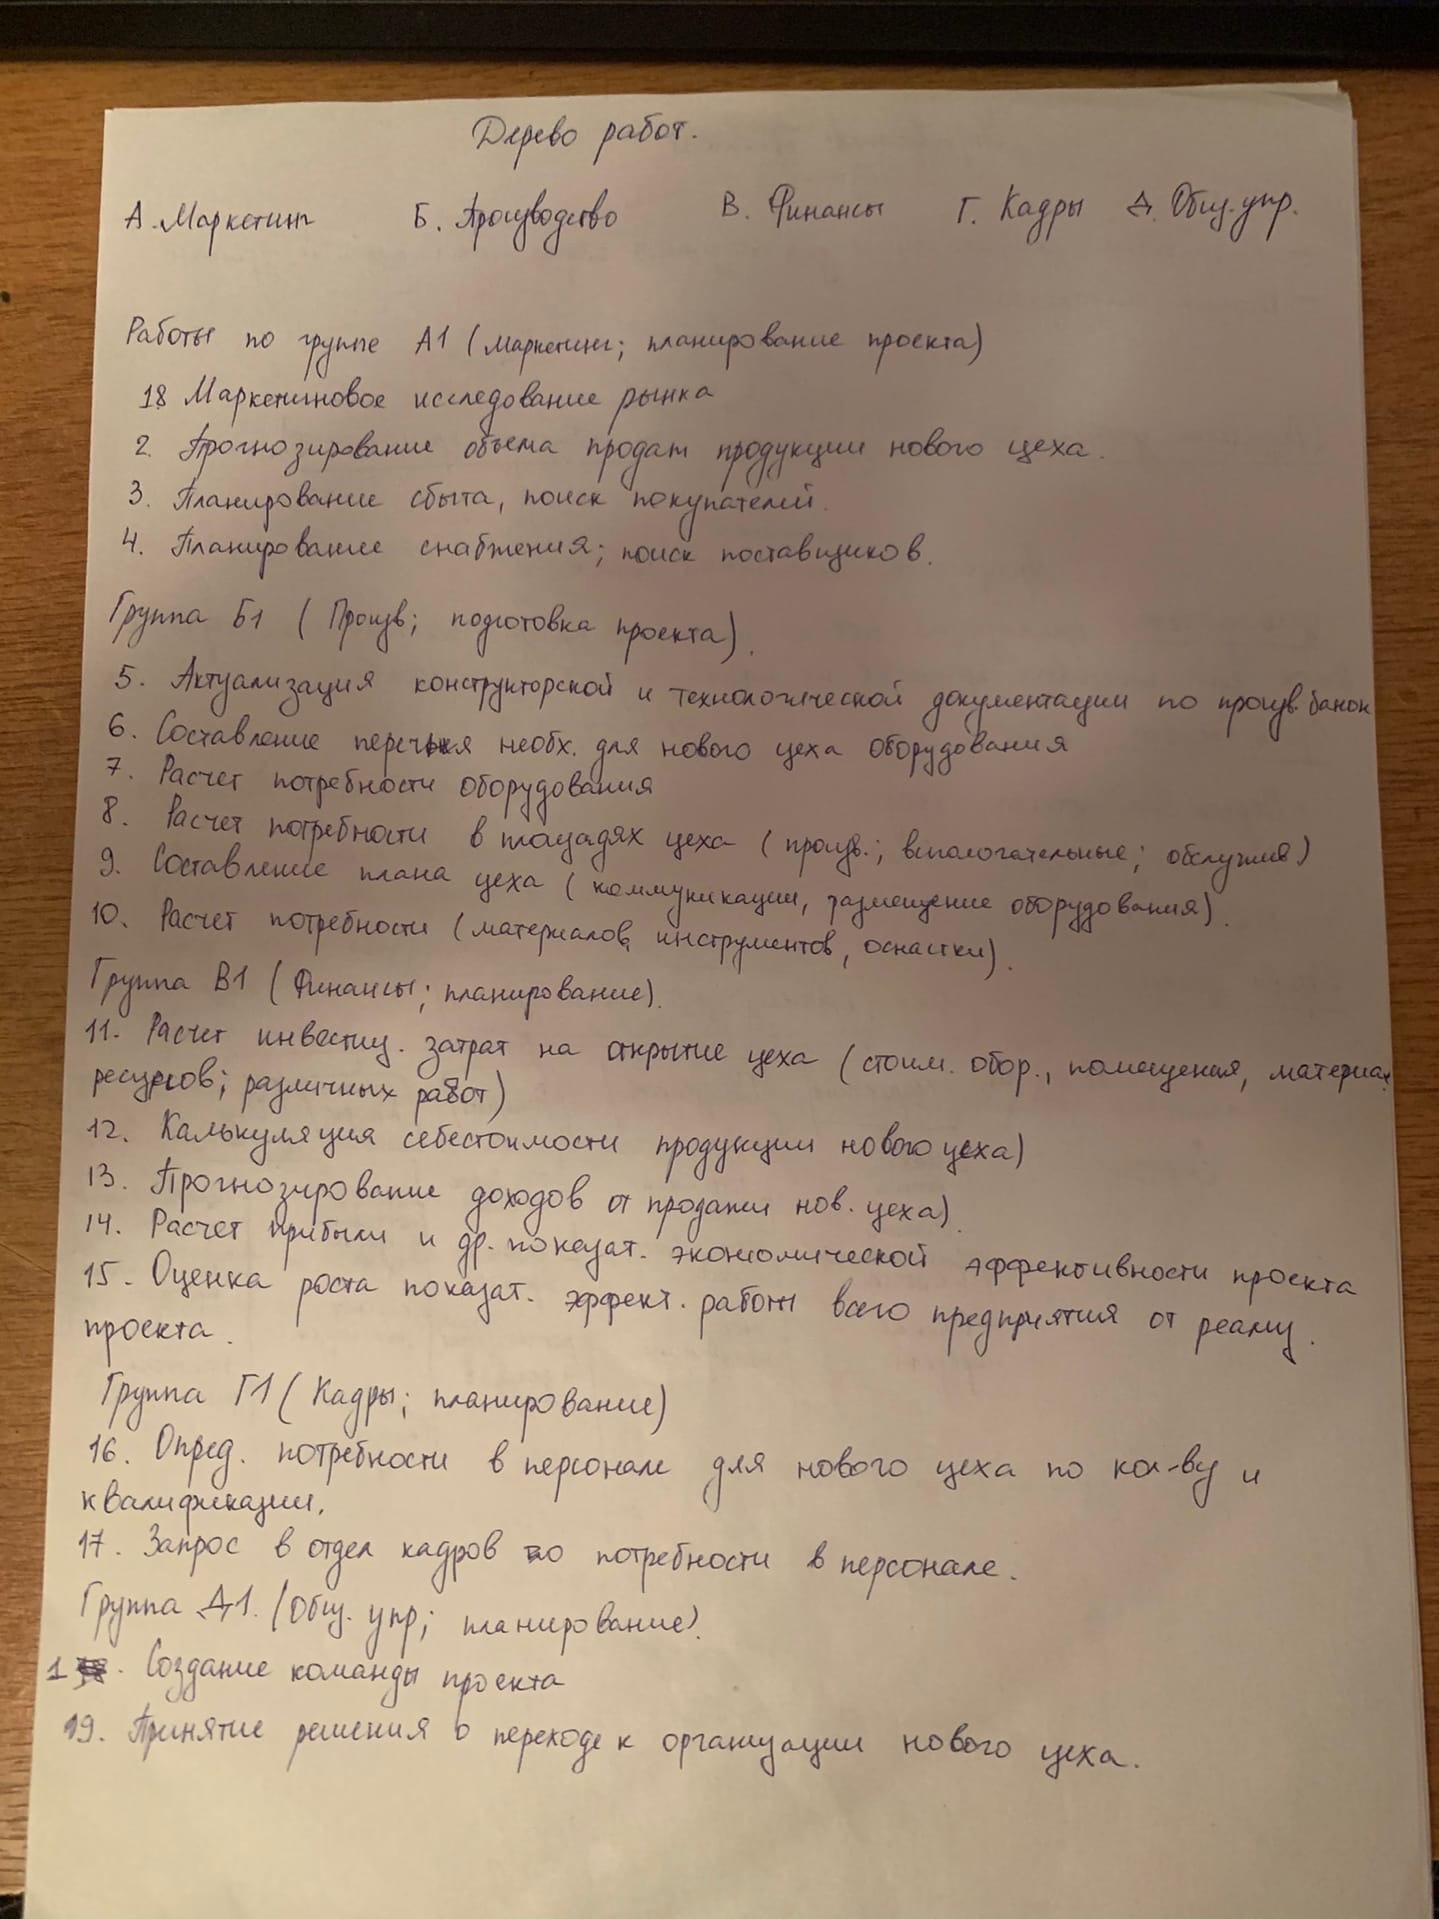 Дерево работ.
А. Маркетинг Б. Производство В. Финансы Г. Кадры Д. Общ. упр.
Работы по группе А1 (маркетинг; планирование проекта)
18 Маркетинговое исследование рынка
2. Прогнозирование объема продаж продукции нового цеха.
3. Планирование сбыта, поиск покупателей.
4. Планирование снабжения; поиск поставщиков.
Группа Б1 (Произв; подготовка проекта).
5. Актуализация конструкторской и технологической документации по произв. банок
6. Составление перечня необх. для нового цеха оборудования
7. Расчет потребности оборудования
8. Расчет потребности в площадях цеха (произв.; вспомогательные; обслужив)
9. Составление плана цеха (коммуникации, размещение оборудования).
10. Расчет потребности (материалов, инструментов, оснастки).
Группа В1 (Финансы; планирование).
11. Расчет инвестиц. затрат на открытие цеха (стоим. обор., помещения, материал.
ресурсов; различных работ)
12. Калькуляция себестоимости продукции нового цеха)
13. Прогнозирование доходов от продажи нов. цеха).
14. Расчет прибыли и др. показат. экономической эффективности проекта
15. Оценка роста показат. эффект. работы всего предприятия от реализ.
проекта.
Группа Г1 (Кадры; планирование)
16. Опред. потребности в персонале для нового цеха по кол-ву и
квалификации.
17. Запрос в отдел кадров о потребности в персонале.
Группа Д1. (Общ. упр; планирование).
1. Создание команды проекта
19. Принятие решения о переходе к организации нового цеха.